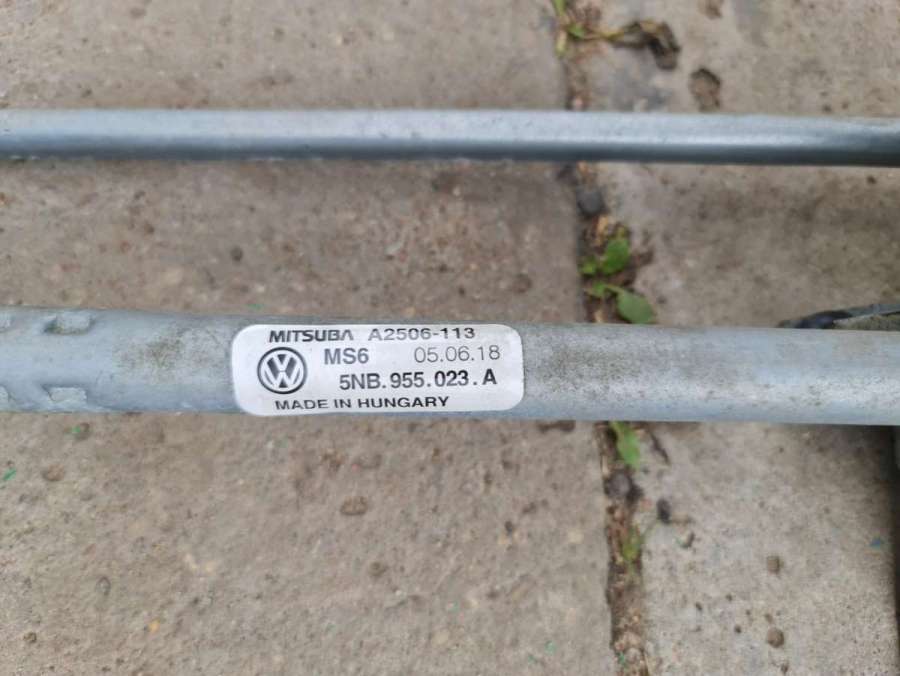 MITSUBA A2506-113
MS6 05.06.18
5NB.955.023.A
MADE IN HUNGARY